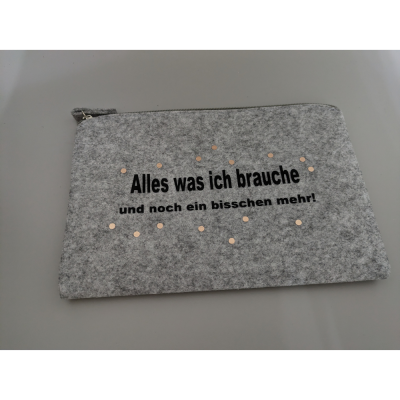 Alles was ich brauche
und noch ein bisschen mehr!